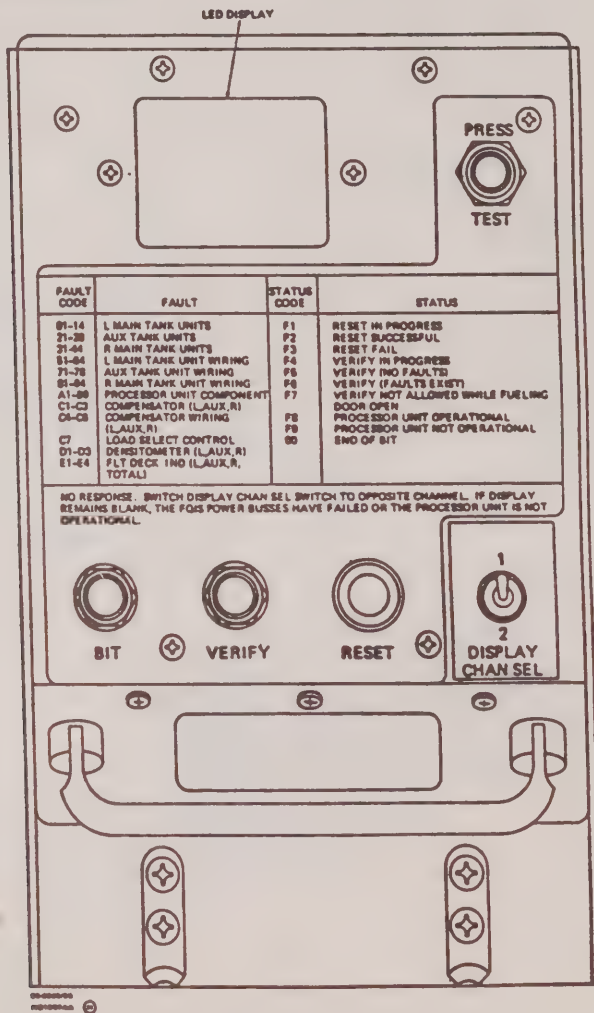 LED DISPLAY
PRESS
TEST
FAULT CODE FAULT STATUS CODE STATUS
01-14 L MAIN TANK UNITS F1 RESET IN PROGRESS
21-28 AUX TANK UNITS F2 RESET SUCCESSFUL
31-44 R MAIN TANK UNITS F3 RESET FAIL
51-64 L MAIN TANK UNIT WIRING F4 VERIFY IN PROGRESS
71-78 AUX TANK UNIT WIRING F5 VERIFY (NO FAULTS)
81-94 R MAIN TANK UNIT WIRING F6 VERIFY (FAULTS EXIST)
PROCESSOR UNIT COMPONENT F7 VERIFY NOT ALLOWED WHILE FUELING
C1-C3 COMPENSATOR (L,AUX,R) DOOR OPEN
C4-C6 COMPENSATOR WIRING F8 PROCESSOR UNIT OPERATIONAL
(L,AUX,R) F9 PROCESSOR UNIT NOT OPERATIONAL
C7 LOAD SELECT CONTROL END OF BIT
D1-D3 DENSITOMETER (L,AUX,R)
E1-E4 FLT DECK IND (L,AUX,R,
TOTAL)
NO RESPONSE. SWITCH DISPLAY CHAN SEL SWITCH TO OPPOSITE CHANNEL. IF DISPLAY
REMAINS BLANK, THE FQIS POWER BUSSES HAVE FAILED OR THE PROCESSOR UNIT IS NOT
OPERATIONAL.
1
BIT VERIFY RESET 2
DISPLAY
CHAN SEL